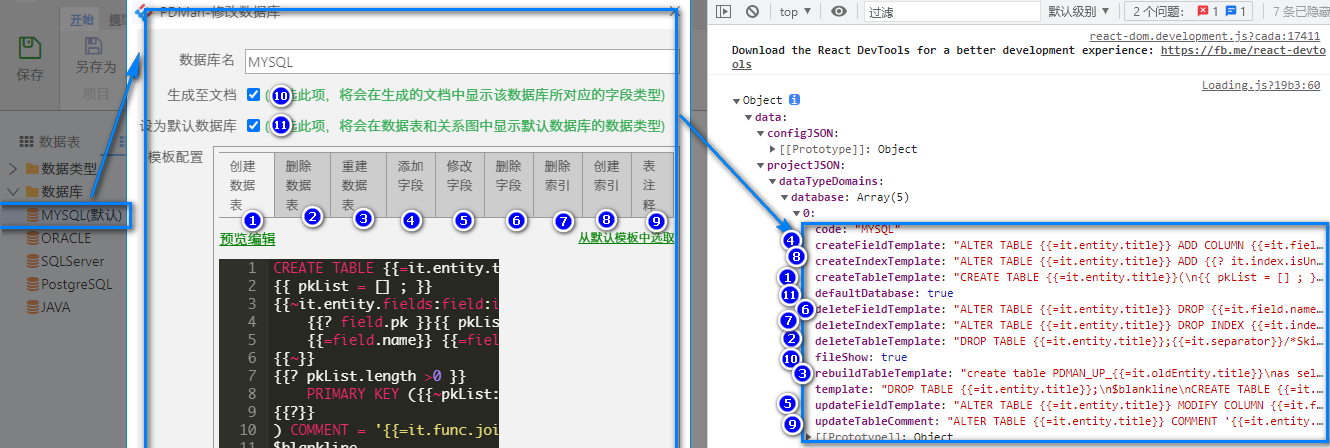 开始
保存
另存为
项目
数据表
数据类型
数据库
MYSQL(默认)
ORACLE
SQLServer
PostgreSQL
JAVA
PDMan-修改数据库
数据库名
MYSQL
生成至文档
此项，将会在生成的文档中显示该数据库所对应的字段类型)
10
设为默认数据库
此项，将会在数据表和关系图中显示默认数据库的数据类型)
11
模板配置
创建数据表
删除数据表
重建数据表
添加字段
修改字段
删除字段
删除索引
创建索引
表注释
1 2 3 4 5 6 7 8 9
预览编辑
从默认模板中选取
1 CREATE TABLE {{=it.entity.t
2 {{ pkList = [] ; }}
3 {{~it.entity.fields:field:i
4 {{? field.pk }}{{ pkLis
5 {{=field.name}} {{=fiel
6 {{~}}
7 {{? pkList.length >0 }}
8 PRIMARY KEY ({{~pkList:
9 {{?}}
10 ) COMMENT = '{{=it.func.joi
11 $blankline
top
过滤
默认级别
2 个问题：
1
1
7 条已隐藏
react-dom.development.js?cada:17411
Download the React DevTools for a better development experience: https://fb.me/react-devto
ols
Loading.js?19b3:60
Object
data:
configJSON:
[[Prototype]]: Object
projectJSON:
dataTypeDomains:
database: Array(5)
0:
code: "MYSQL"
4 createFieldTemplate: "ALTER TABLE {{=it.entity.title}} ADD COLUMN {{=it.fiel…
8 createIndexTemplate: "ALTER TABLE {{=it.entity.title}} ADD {{? it.index.isUn…
1 createTableTemplate: "CREATE TABLE {{=it.entity.title}}(\n{{ pkList = [] ; }…
11 defaultDatabase: true
6 deleteFieldTemplate: "ALTER TABLE {{=it.entity.title}} DROP {{=it.field.name…
7 deleteIndexTemplate: "ALTER TABLE {{=it.entity.title}} DROP INDEX {{=it.inde…
2 deleteTableTemplate: "DROP TABLE {{=it.entity.title}};{{=it.separator}}/*Ski…
10 fileShow: true
3 rebuildTableTemplate: "create table PDMAN_UP_{{=it.oldEntity.title}}\nas sel…
template: "DROP TABLE {{=it.entity.title}};\n$blankline\nCREATE TABLE {{=it.…
5 updateFieldTemplate: "ALTER TABLE {{=it.entity.title}} MODIFY COLUMN {{=it.f…
9 updateTableComment: "ALTER TABLE {{=it.entity.title}} COMMENT '{{=it.entity…
[[Prototype]]: Object